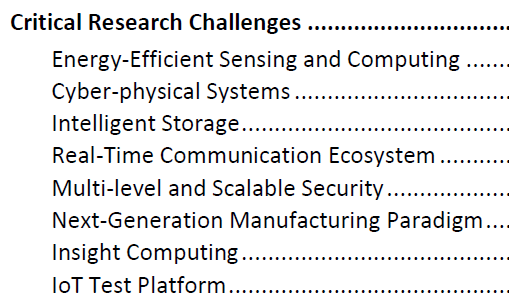 Critical Research Challenges ................................
Energy-Efficient Sensing and Computing .......
Cyber-physical Systems ..................................
Intelligent Storage..........................................
Real-Time Communication Ecosystem ...........
Multi-level and Scalable Security ...................
Next-Generation Manufacturing Paradigm ....
Insight Computing ..........................................
IoT Test Platform ............................................